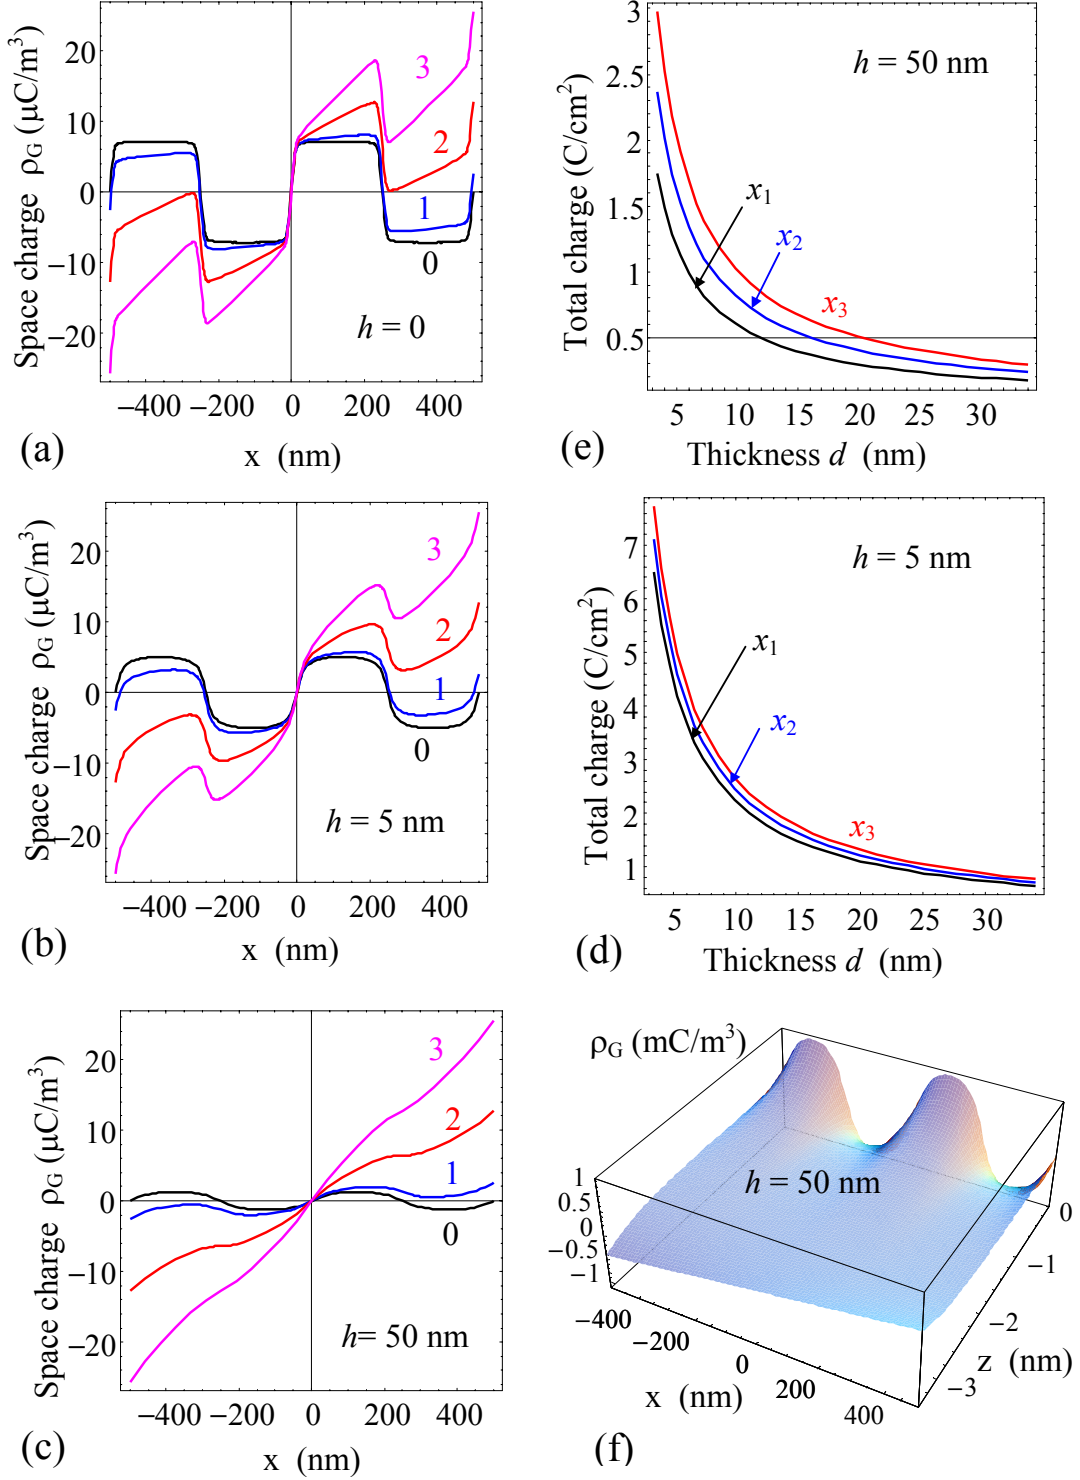 Space charge ρG (μC/m³)
20
10
0
−10
−20
3
2
1
0
h = 0
−400 −200 0 200 400
(a)
x (nm)
Space charge ρG (μC/m³)
20
10
0
−10
−20
3
2
1
0
h = 5 nm
−400 −200 0 200 400
(b)
x (nm)
Space charge ρG (μC/m³)
20
10
0
−10
−20
3
2
1
0
h= 50 nm
−400 −200 0 200 400
(c)
x (nm)
Total charge (C/cm²)
3
2.5
2
1.5
1
0.5
h = 50 nm
x₁
x₂
x₃
5 10 15 20 25 30
(e)
Thickness d (nm)
Total charge (C/cm²)
7
6
5
4
3
2
1
h = 5 nm
x₁
x₂
x₃
5 10 15 20 25 30
(d)
Thickness d (nm)
ρG (mC/m³)
h = 50 nm
1
0.5
0
−0.5
−1
0
−1
−2
−3
z (nm)
−400
−200
0
200
400
x (nm)
(f)